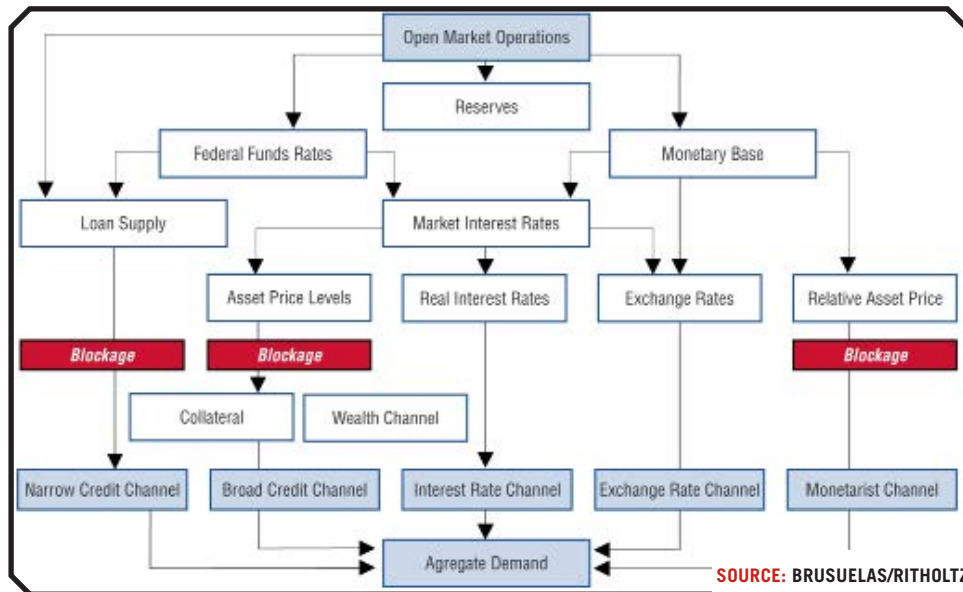 Open Market Operations
Reserves
Federal Funds Rates
Monetary Base
Loan Supply
Market Interest Rates
Asset Price Levels
Real Interest Rates
Exchange Rates
Relative Asset Price
Blockage
Blockage
Blockage
Collateral
Wealth Channel
Narrow Credit Channel
Broad Credit Channel
Interest Rate Channel
Exchange Rate Channel
Monetarist Channel
Agregate Demand
SOURCE: BRUSUELAS/RITHOLTZ